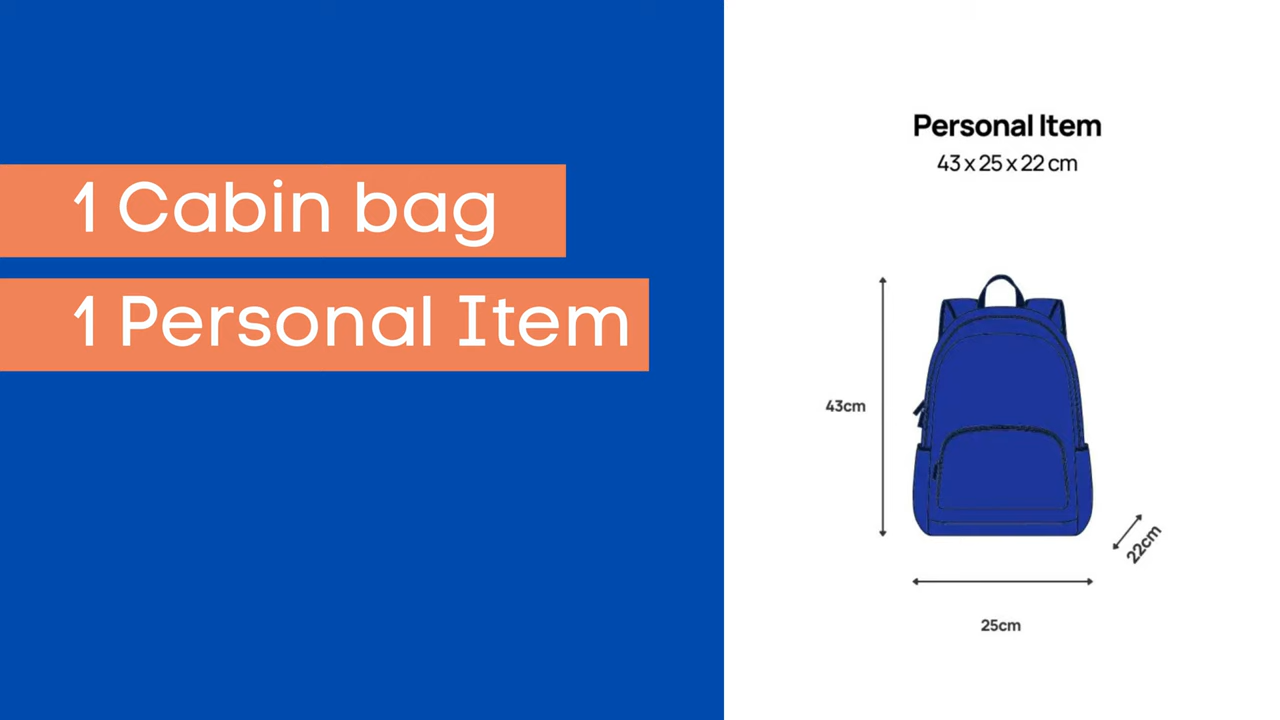 1 Cabin bag
1 Personal Item
Personal Item
43 x 25 x 22 cm
43cm
22cm
25cm